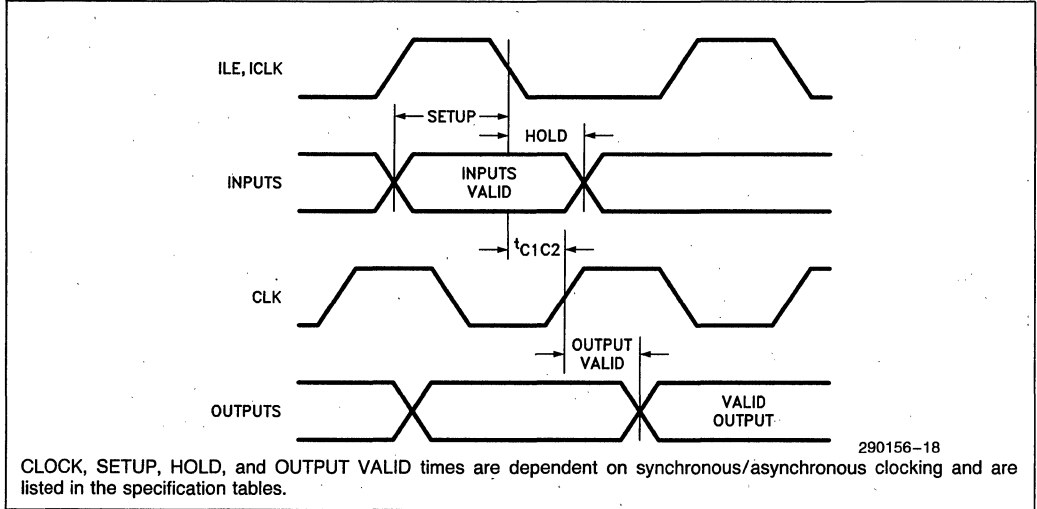 ILE, ICLK
SETUP
HOLD
INPUTS
INPUTS
VALID
tC1C2
CLK
OUTPUT
VALID
OUTPUTS
VALID
OUTPUT
290156–18
CLOCK, SETUP, HOLD, and OUTPUT VALID times are dependent on synchronous/asynchronous clocking and are
listed in the specification tables.